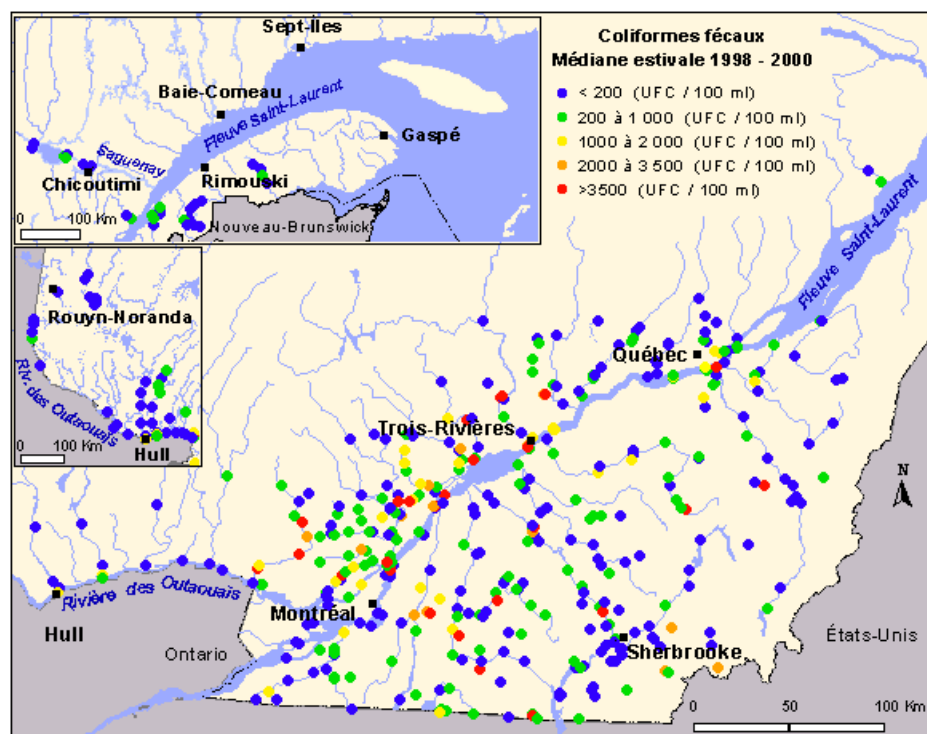 Sept-Iles
Baie-Comeau
Fleuve Saint-Laurent
Gaspé
Saguenay
Chicoutimi
Rimouski
0 100 Km
Nouveau-Brunswick
Coliformes fécaux
Médiane estivale 1998 - 2000
< 200 (UFC / 100 ml)
200 à 1 000 (UFC / 100 ml)
1000 à 2 000 (UFC / 100 ml)
2000 à 3 500 (UFC / 100 ml)
>3500 (UFC / 100 ml)
Rouyn-Noranda
Riv. des Outaouais
0 100 Km
Hull
Fleuve Saint-Laurent
Québec
Trois-Rivières
N
Rivière des Outaouais
Hull
Montréal
Ontario
Sherbrooke
États-Unis
0 50 100 Km